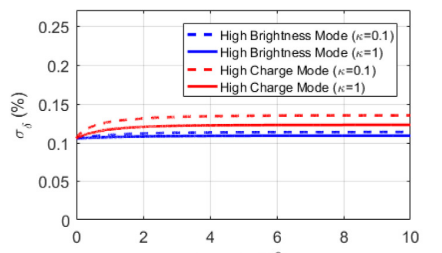 0.25
0.2
0.15
0.1
0.05
0
σδ (%)
High Brightness Mode (κ=0.1)
High Brightness Mode (κ=1)
High Charge Mode (κ=0.1)
High Charge Mode (κ=1)
0 2 4 6 8 10